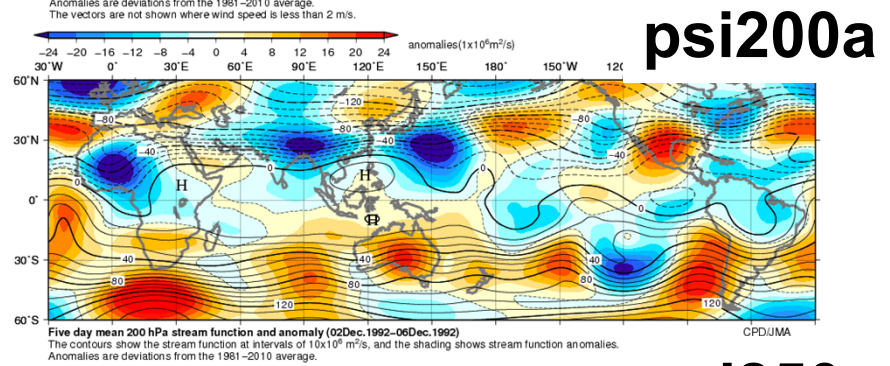 Anomalies are deviations from the 1981–2010 average.
The vectors are not shown where wind speed is less than 2 m/s.
psi200a
−24 −20 −16 −12 −8 −4 0 4 8 12 16 20 24
anomalies(1x10⁶m²/s)
30°W 0° 30°E 60°E 90°E 120°E 150°E 180° 150°W 12
60°N
−120
−80
−80
−80
30°N
−40
−40
−40
0
0
0
H
H
0°
0
H
30°S
40
40
40
80
80
80
120
120
60°S
Five day mean 200 hPa stream function and anomaly (02Dec.1992–06Dec.1992)
CPD/JMA
The contours show the stream function at intervals of 10x10⁶ m²/s, and the shading shows stream function anomalies.
Anomalies are deviations from the 1981–2010 average.